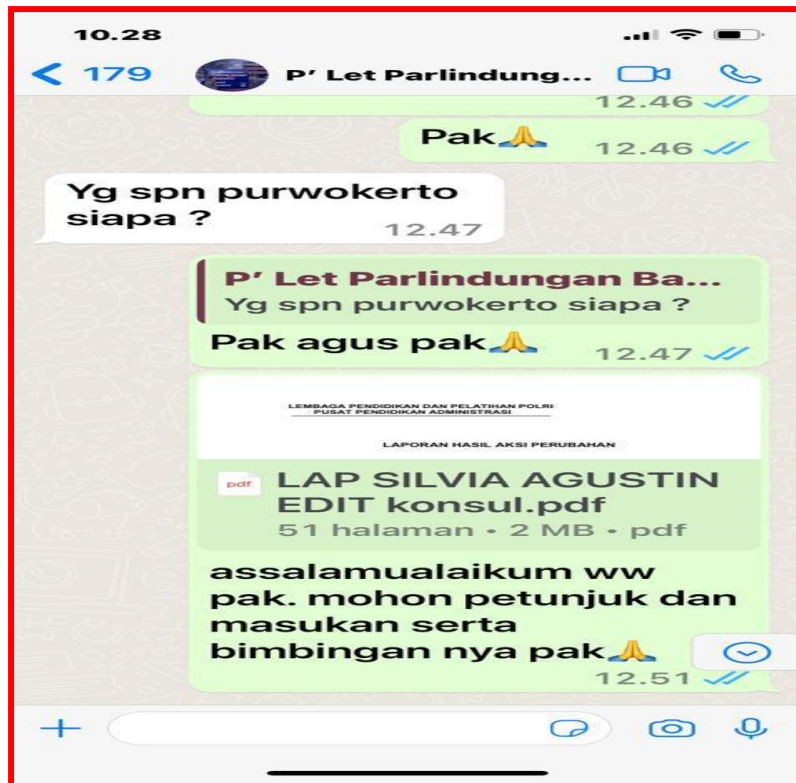 10.28
179
P' Let Parlindung...
12.46
Pak🙏
12.46
Yg spn purwokerto
siapa ?
12.47
P' Let Parlindungan Ba...
Yg spn purwokerto siapa ?
Pak agus pak🙏
12.47
LEMBAGA PENDIDIKAN DAN PELATIHAN POLRI
PUSAT PENDIDIKAN ADMINISTRASI
LAPORAN HASIL AKSI PERUBAHAN
pdf
LAP SILVIA AGUSTIN
EDIT konsul.pdf
51 halaman • 2 MB • pdf
assalamualaikum ww
pak. mohon petunjuk dan
masukan serta
bimbingan nya pak🙏
12.51